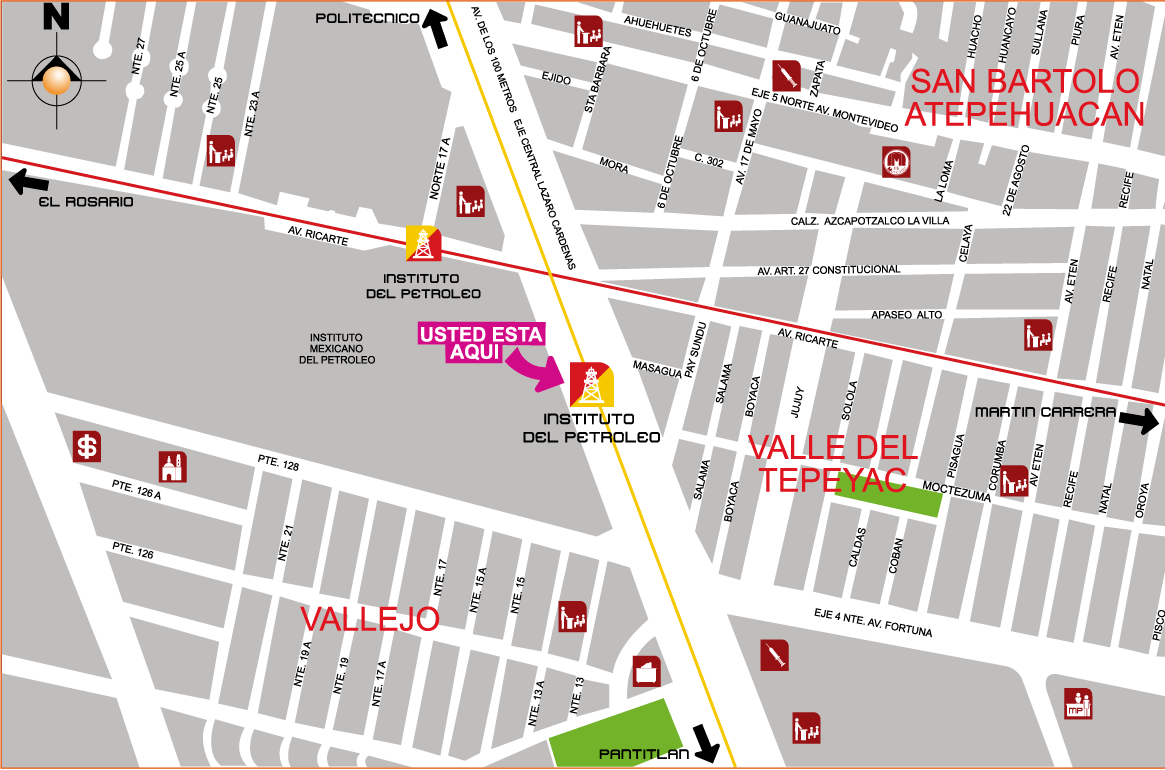 N
POLITECNICO
AV. DE LOS 100 METROS EJE CENTRAL LAZARO CARDENAS
AHUEHUETES
GUANAJUATO
6 DE OCTUBRE
HUACHO
HUANCAYO
SULLANA
PIURA
AV. ETEN
NTE. 27
NTE. 25 A
NTE. 25
NTE. 23 A
EJIDO
STA BARBARA
ZAPATA
SAN BARTOLO
ATEPEHUACAN
EJE 5 NORTE AV. MONTEVIDEO
AV. 17 DE MAYO
NORTE 17 A
MORA
6 DE OCTUBRE
C. 302
LA LOMA
22 DE AGOSTO
RECIFE
EL ROSARIO
AV. RICARTE
CALZ. AZCAPOTZALCO LA VILLA
CELAYA
INSTITUTO
DEL PETROLEO
AV. ART. 27 CONSTITUCIONAL
AV. ETEN
RECIFE
NATAL
APASEO ALTO
INSTITUTO
MEXICANO
DEL PETROLEO
USTED ESTA
AQUI
MASAGUA
PAY SUNDU
AV. RICARTE
SALAMA
BOYACA
JUJUY
SOLOLA
MARTIN CARRERA
INSTITUTO
DEL PETROLEO
VALLE DEL
TEPEYAC
PISAGUA
CORUMBA
AV ETEN
RECIFE
NATAL
OROYA
MOCTEZUMA
PTE. 128
PTE. 126 A
SALAMA
BOYACA
PTE. 126
NTE. 21
CALDAS
COBAN
NTE. 17
NTE. 15 A
NTE. 15
VALLEJO
EJE 4 NTE. AV. FORTUNA
PISCO
NTE. 19 A
NTE. 19
NTE. 17 A
NTE. 13 A
NTE. 13
$
MP
PANTITLAN